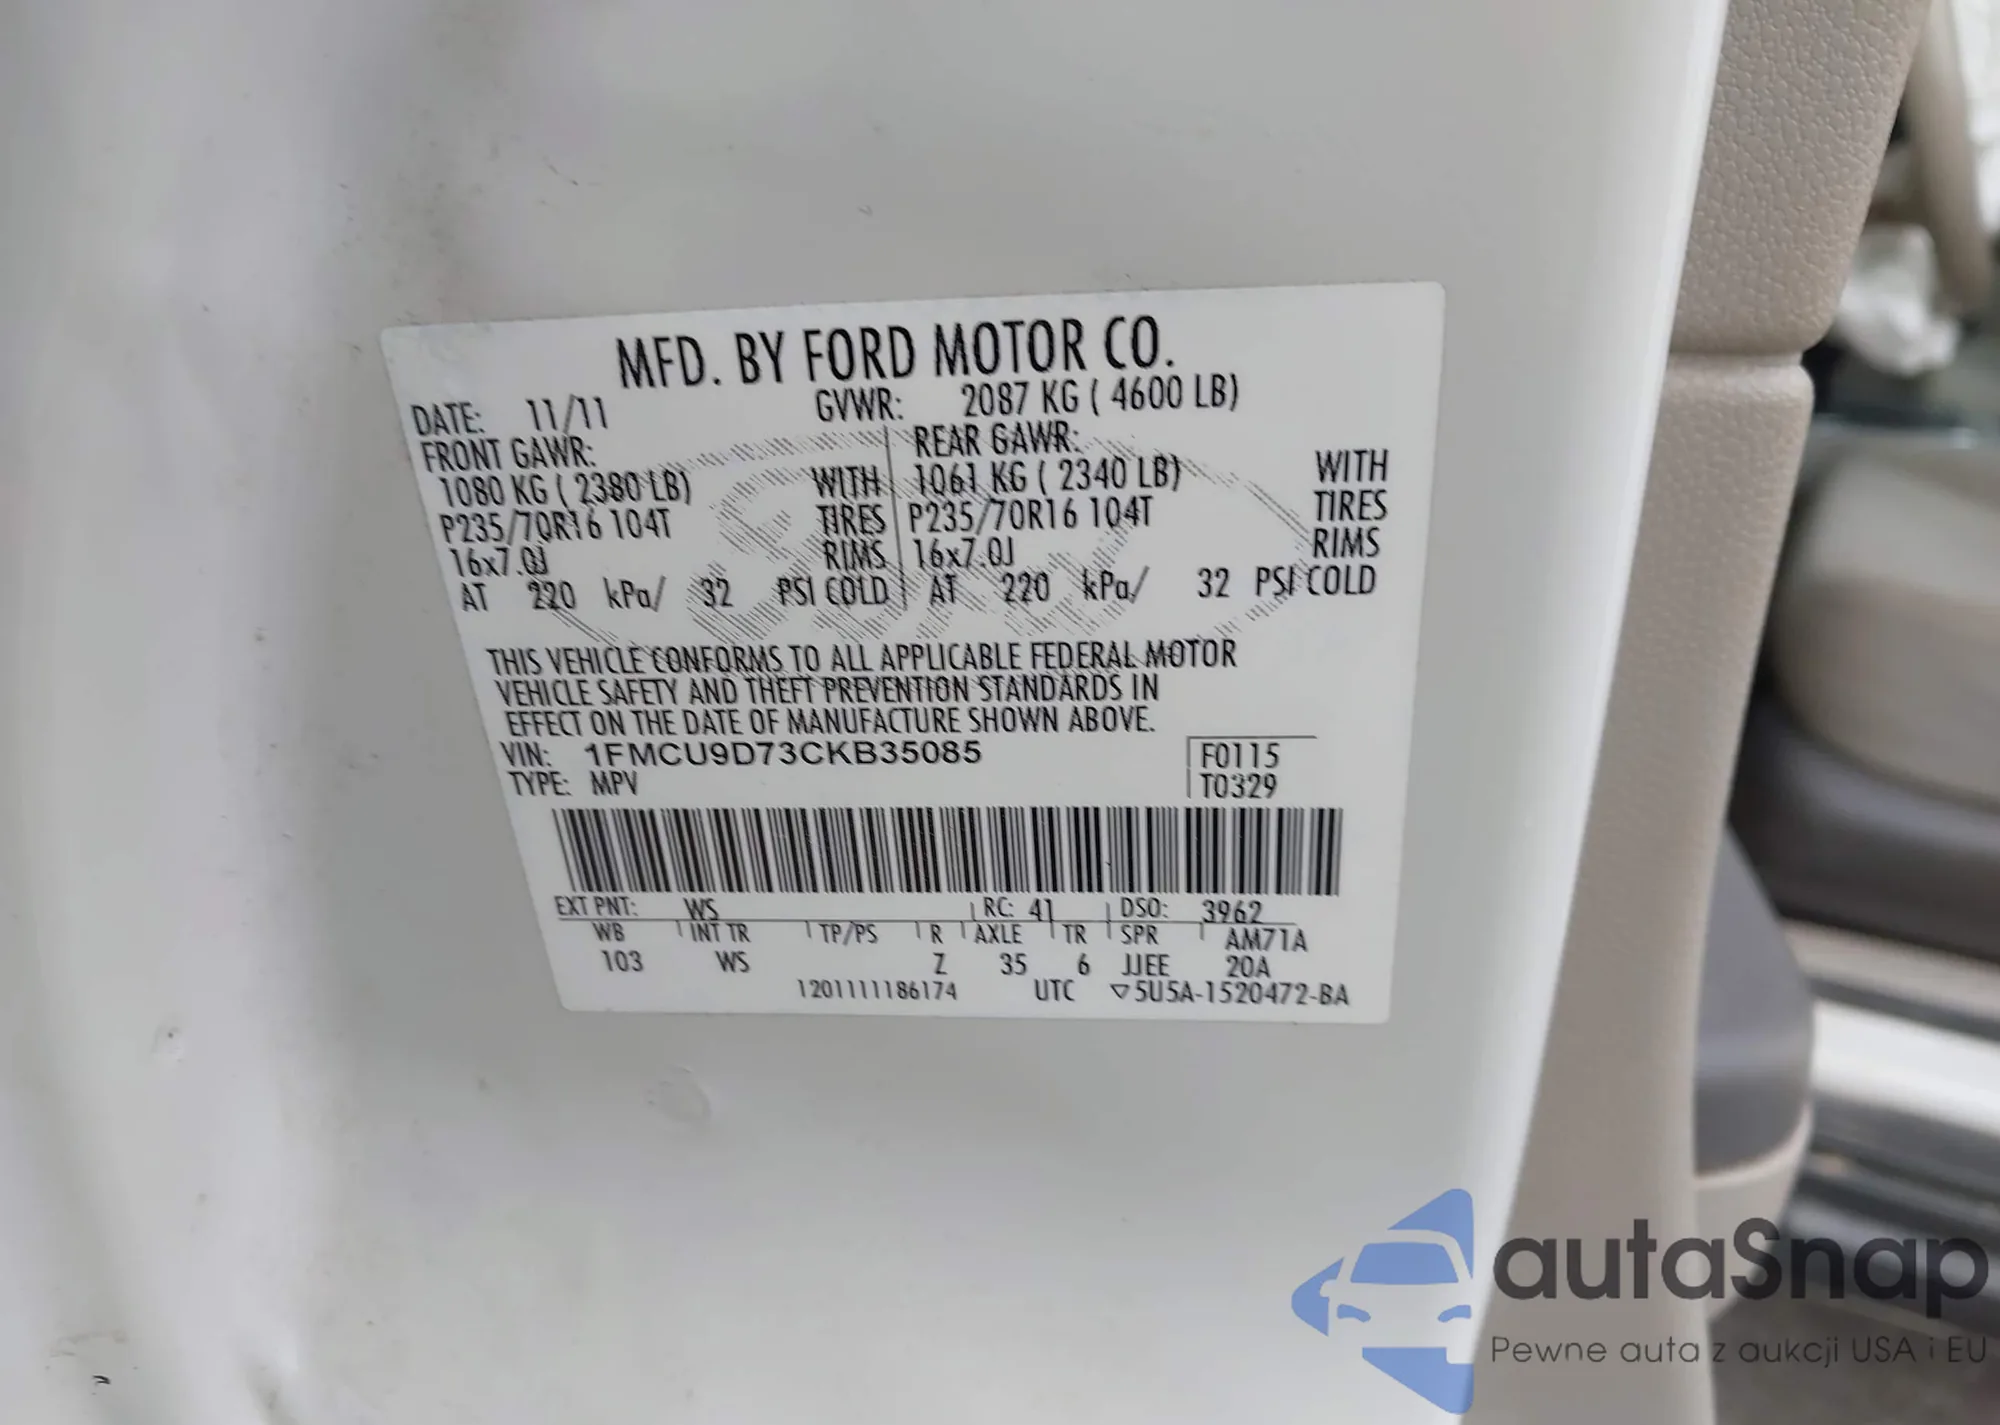 MFD. BY FORD MOTOR CO.
DATE: 11/11 GVWR: 2087 KG ( 4600 LB)
FRONT GAWR: REAR GAWR:
1080 KG ( 2380 LB) WITH 1061 KG ( 2340 LB) WITH
P235/70R16 104T TIRES P235/70R16 104T TIRES
16x7.0J RIMS 16x7.0J RIMS
AT 220 kPa/ 32 PSI COLD AT 220 kPa/ 32 PSI COLD
THIS VEHICLE CONFORMS TO ALL APPLICABLE FEDERAL MOTOR
VEHICLE SAFETY AND THEFT PREVENTION STANDARDS IN
EFFECT ON THE DATE OF MANUFACTURE SHOWN ABOVE.
VIN: 1FMCU9D73CKB35085 F0115
TYPE: MPV T0329
EXT PNT: WS RC: 41 DSO: 3962
WB INT TR TP/PS R AXLE TR SPR AM71A
103 WS Z 35 6 JJEE 20A
1201111186174 UTC ▽5U5A-1520472-BA
autaSnap
Pewne auta z aukcji USA i EU